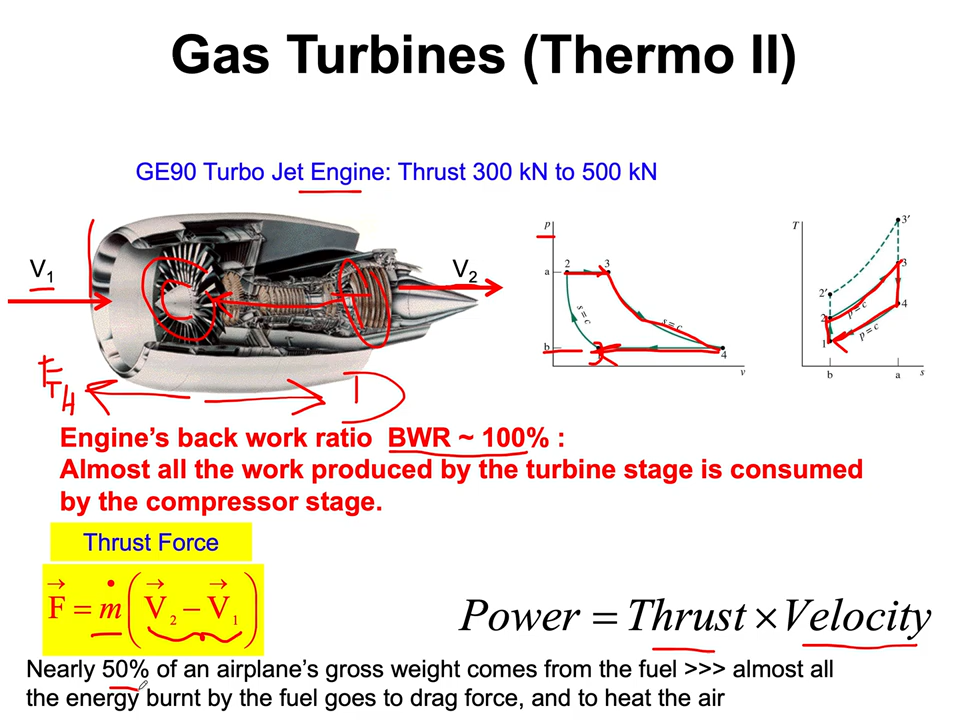 Gas Turbines (Thermo II)
GE90 Turbo Jet Engine: Thrust 300 kN to 500 kN
V1
V2
p
a
2
3
s = c
s = c
b
1
4
v
T
3′
2′
3
2
p = c
4
p = c
1
b
a
s
F
TH
Engine's back work ratio BWR ~ 100% :
Almost all the work produced by the turbine stage is consumed
by the compressor stage.
Thrust Force
F = ṁ (V2 – V1)
Power = Thrust × Velocity
Nearly 50% of an airplane's gross weight comes from the fuel >>> almost all
the energy burnt by the fuel goes to drag force, and to heat the air